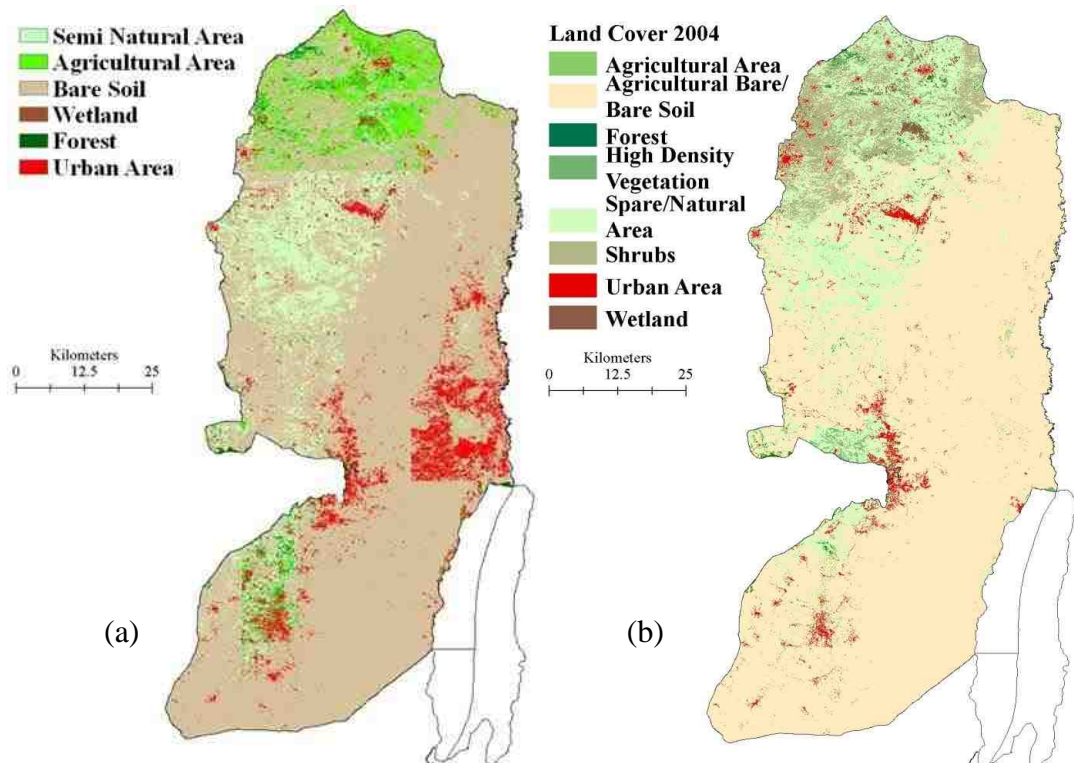 Semi Natural Area
Agricultural Area
Bare Soil
Wetland
Forest
Urban Area
Kilometers
0 12.5 25
(a)
Land Cover 2004
Agricultural Area
Agricultural Bare/
Bare Soil
Forest
High Density
Vegetation
Spare/Natural
Area
Shrubs
Urban Area
Wetland
Kilometers
0 12.5 25
(b)